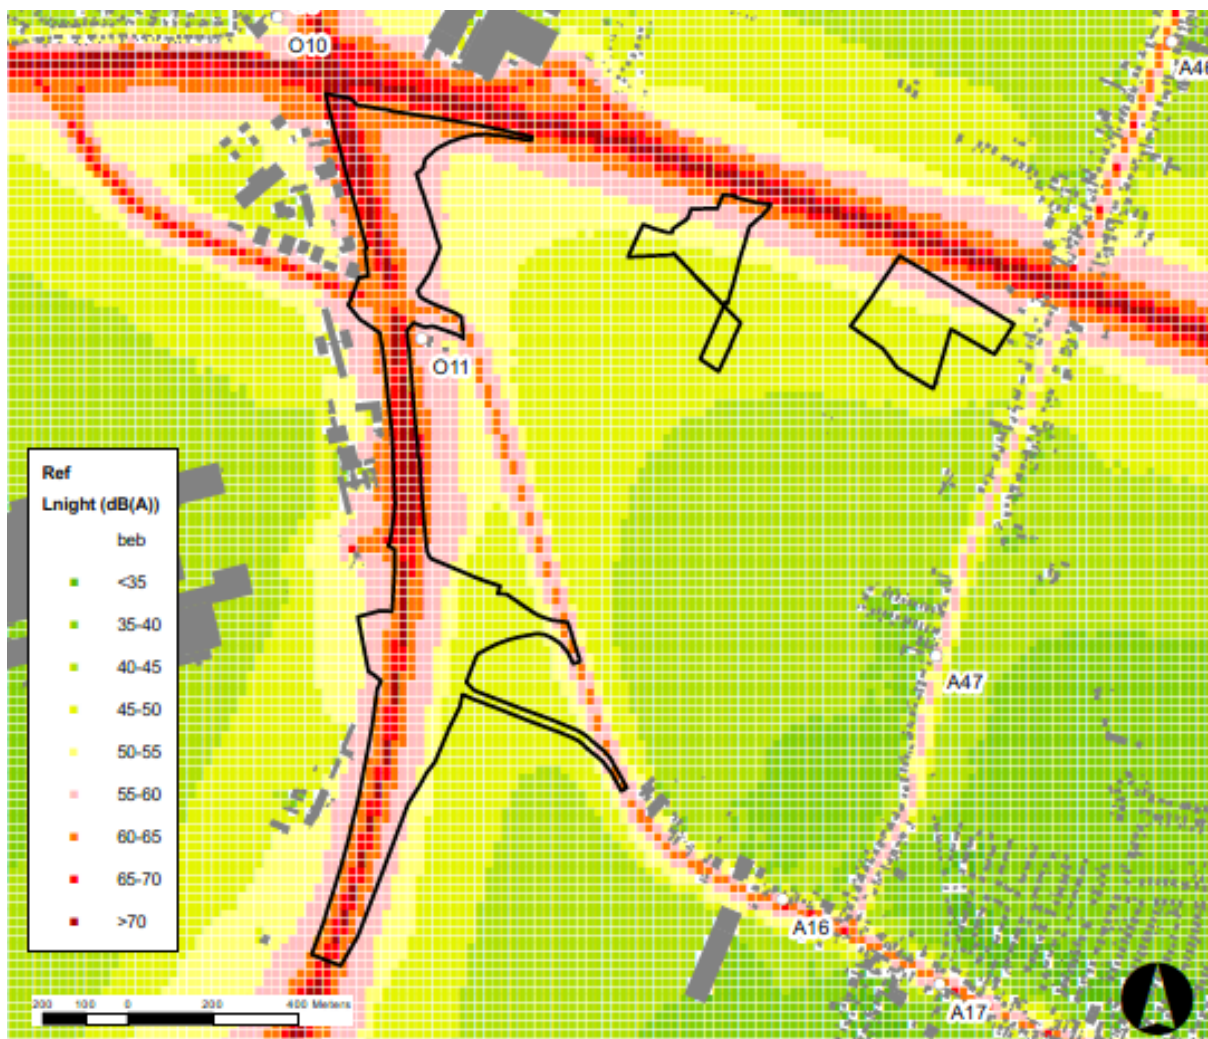 O10
A46
O11
Ref
Lnight (dB(A))
beb
<35
35-40
40-45
45-50
50-55
55-60
60-65
65-70
>70
A47
A16
A17
200 100 0 200 400 Meters